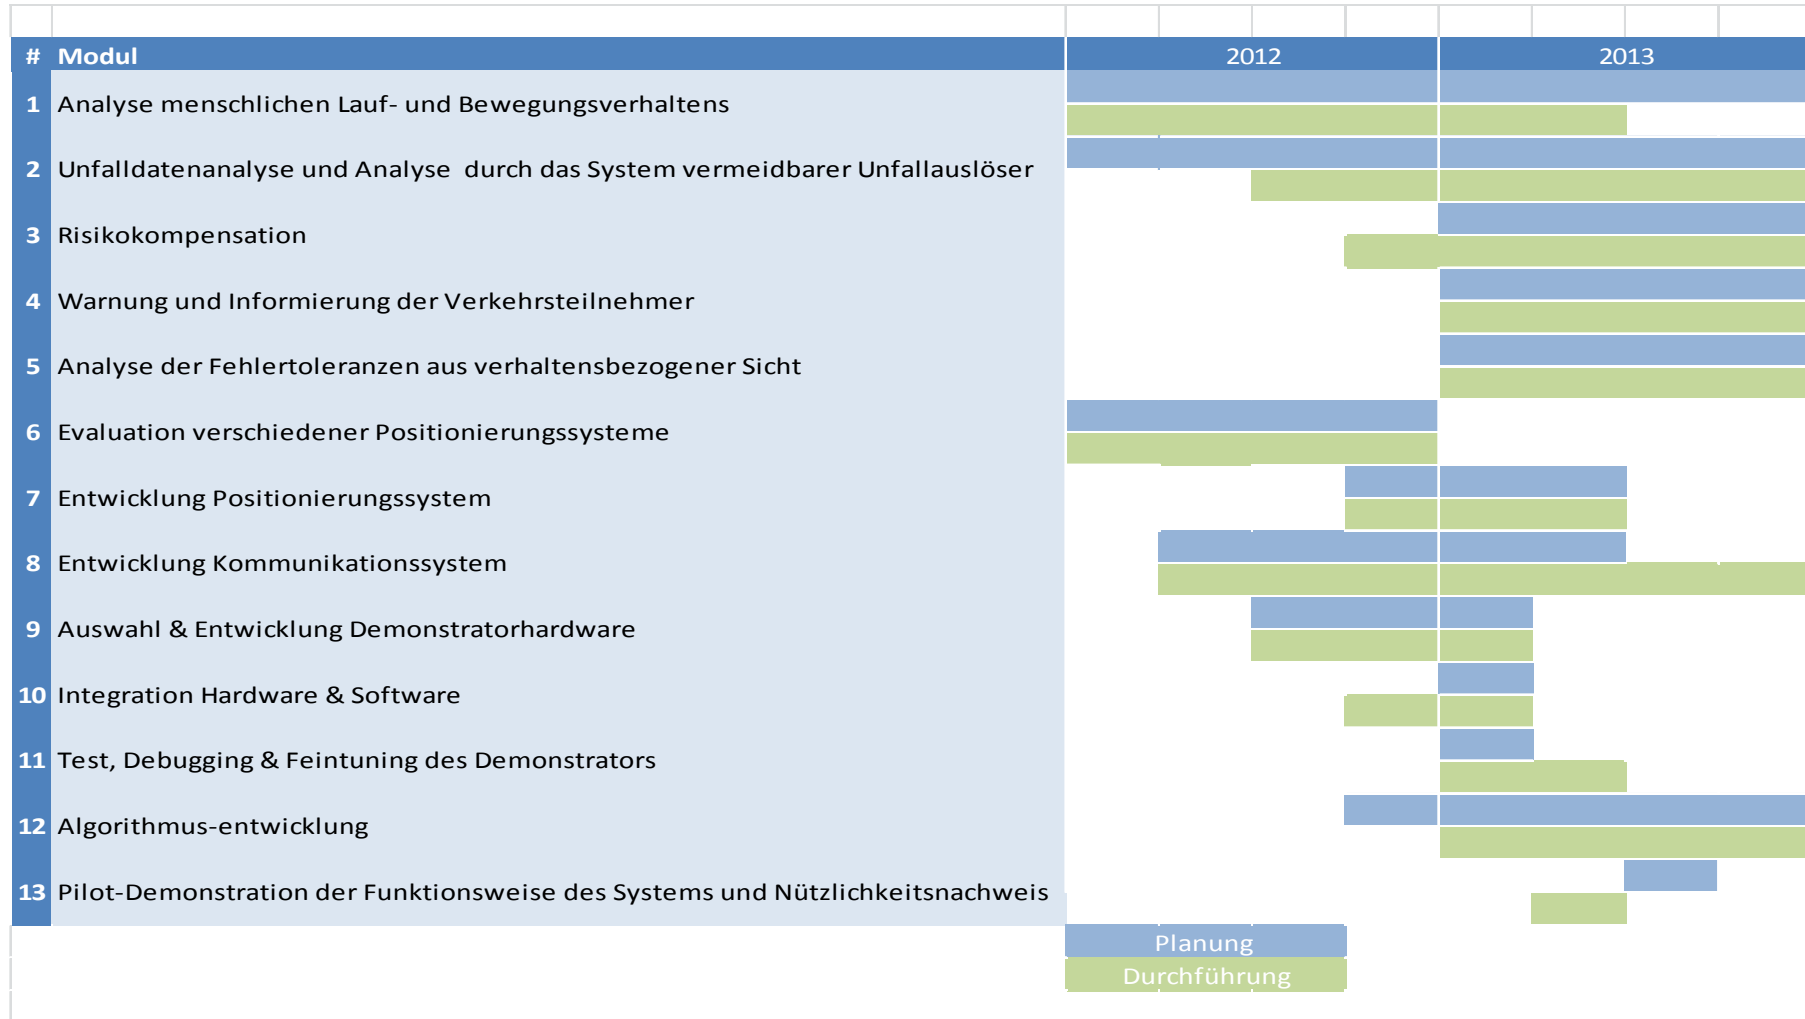 # Modul 2012 2013
1 Analyse menschlichen Lauf- und Bewegungsverhaltens
2 Unfalldatenanalyse und Analyse durch das System vermeidbarer Unfallauslöser
3 Risikokompensation
4 Warnung und Informierung der Verkehrsteilnehmer
5 Analyse der Fehlertoleranzen aus verhaltensbezogener Sicht
6 Evaluation verschiedener Positionierungssysteme
7 Entwicklung Positionierungssystem
8 Entwicklung Kommunikationssystem
9 Auswahl & Entwicklung Demonstratorhardware
10 Integration Hardware & Software
11 Test, Debugging & Feintuning des Demonstrators
12 Algorithmus-entwicklung
13 Pilot-Demonstration der Funktionsweise des Systems und Nützlichkeitsnachweis
Planung
Durchführung